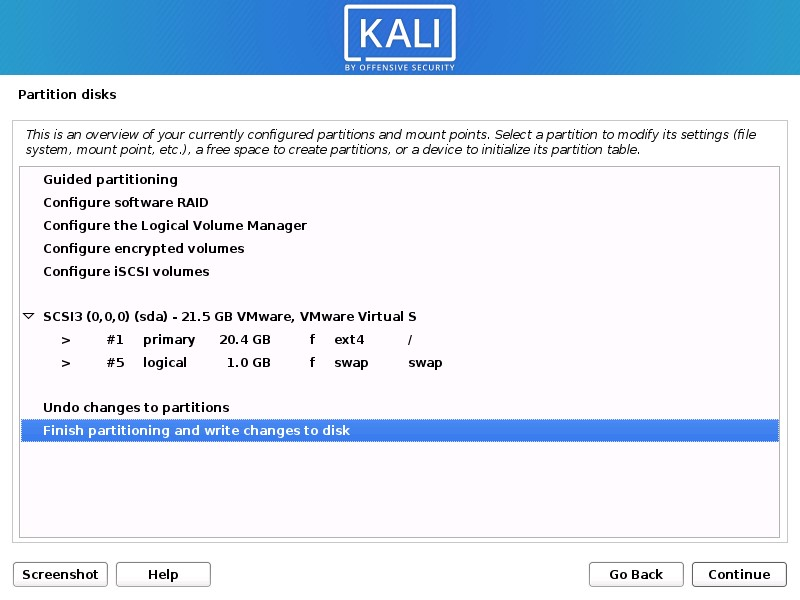 KALI
BY OFFENSIVE SECURITY
Partition disks
This is an overview of your currently configured partitions and mount points. Select a partition to modify its settings (file
system, mount point, etc.), a free space to create partitions, or a device to initialize its partition table.
Guided partitioning
Configure software RAID
Configure the Logical Volume Manager
Configure encrypted volumes
Configure iSCSI volumes
SCSI3 (0,0,0) (sda) - 21.5 GB VMware, VMware Virtual S
> #1 primary 20.4 GB f ext4 /
> #5 logical 1.0 GB f swap swap
Undo changes to partitions
Finish partitioning and write changes to disk
Screenshot Help Go Back Continue